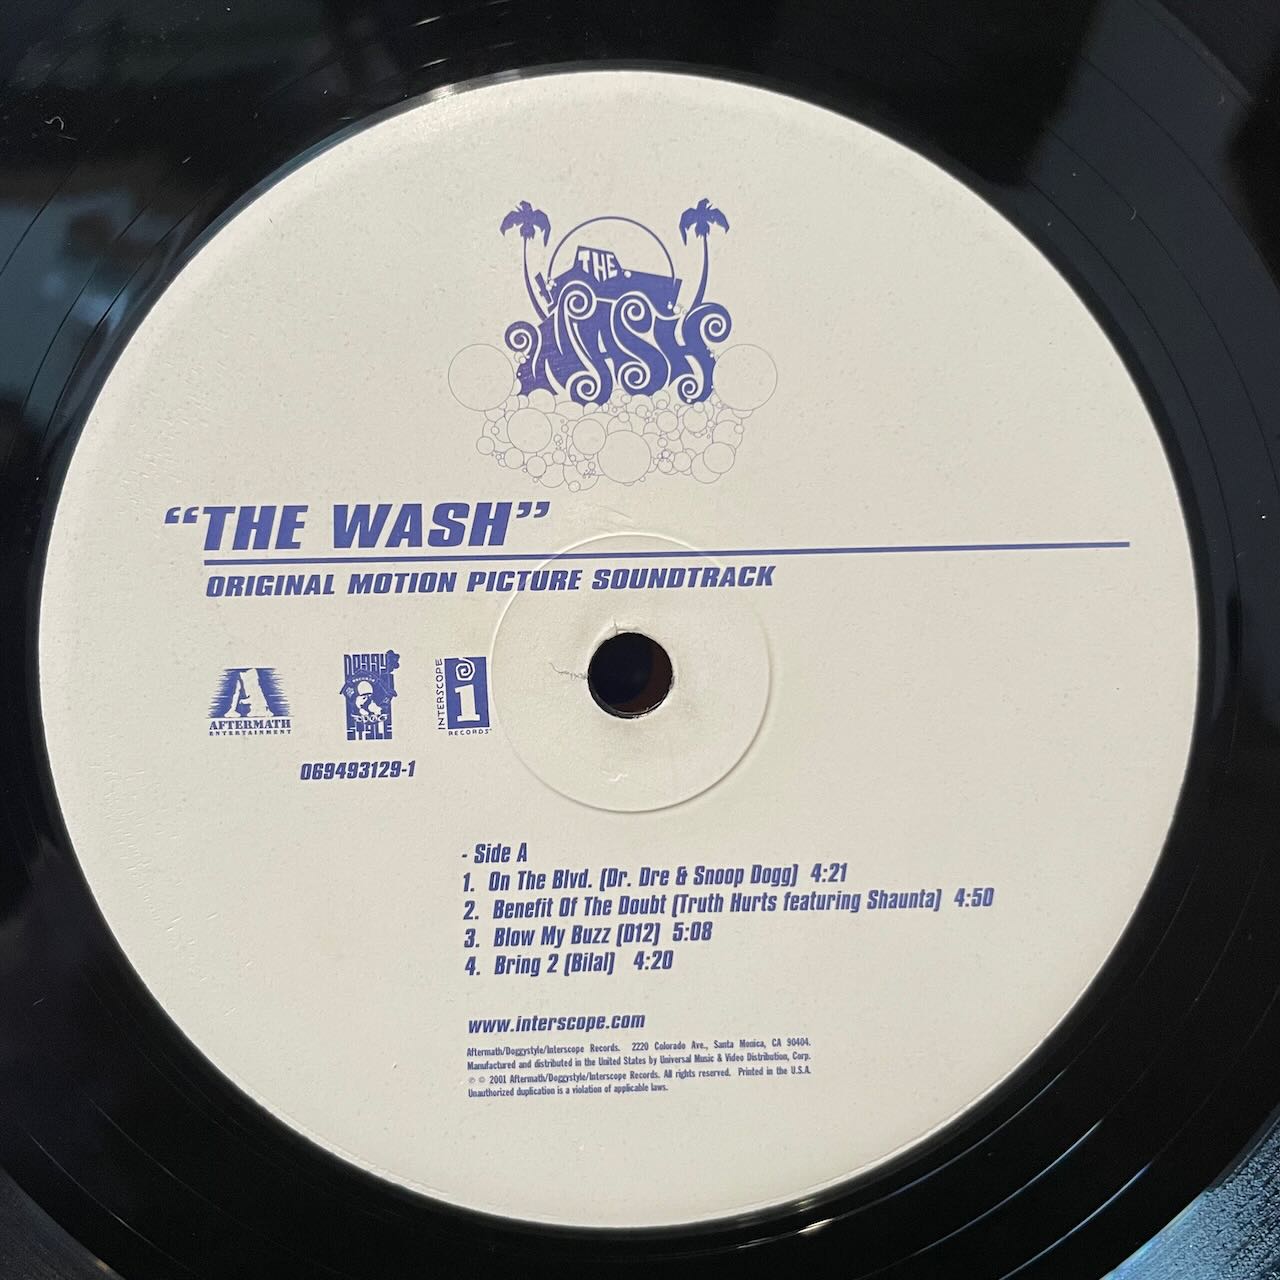 THE
WASH
“THE WASH”
ORIGINAL MOTION PICTURE SOUNDTRACK
AFTERMATH
ENTERTAINMENT
DOGGY
STYLE
RECORDS
INTERSCOPE
i
RECORDS
069493129-1
- Side A
1. On The Blvd. (Dr. Dre & Snoop Dogg) 4:21
2. Benefit Of The Doubt (Truth Hurts featuring Shaunta) 4:50
3. Blow My Buzz (D12) 5:08
4. Bring 2 (Bilal) 4:20
www.interscope.com
Aftermath/Doggystyle/Interscope Records. 2220 Colorado Ave., Santa Monica, CA 90404.
Manufactured and distributed in the United States by Universal Music & Video Distribution, Corp.
℗ © 2001 Aftermath/Doggystyle/Interscope Records. All rights reserved. Printed in the U.S.A.
Unauthorized duplication is a violation of applicable laws.